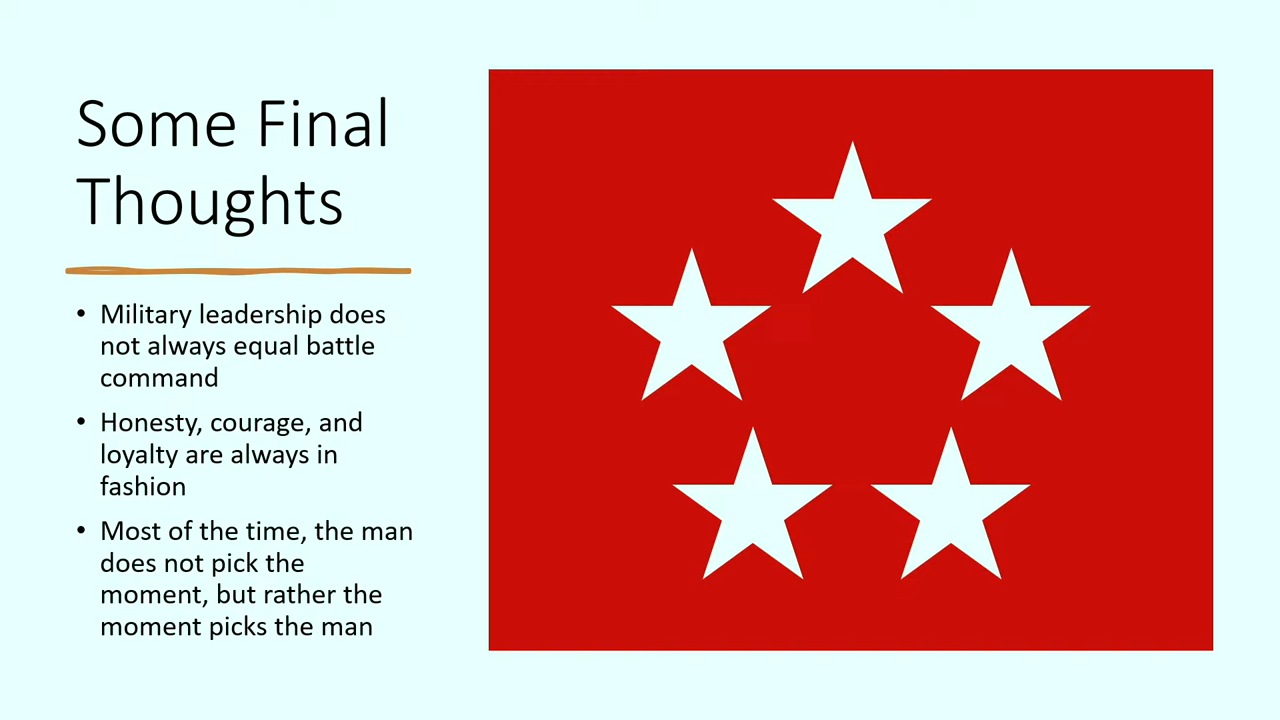 Some Final
Thoughts
• Military leadership does
not always equal battle
command
• Honesty, courage, and
loyalty are always in
fashion
• Most of the time, the man
does not pick the
moment, but rather the
moment picks the man